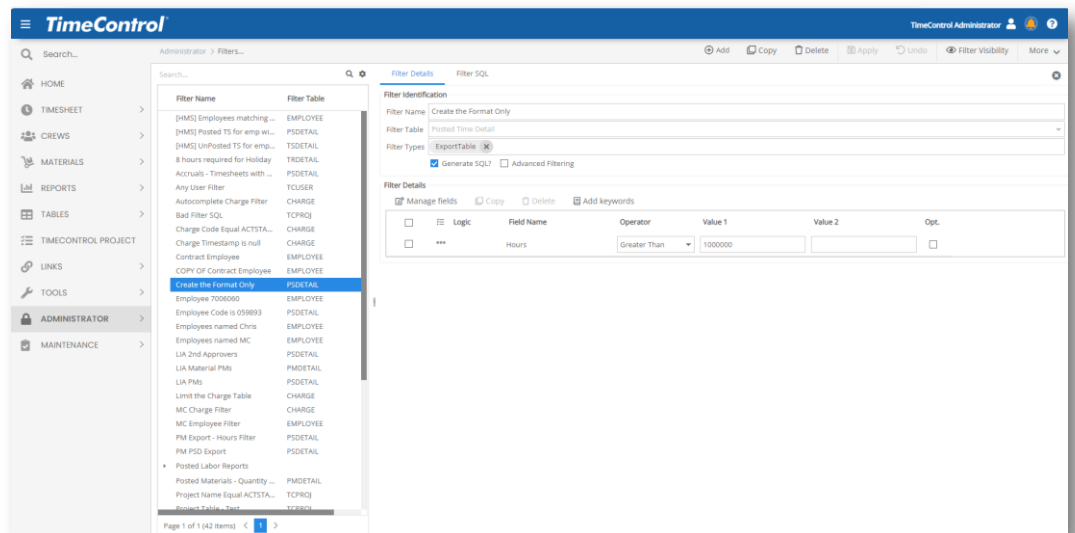 TimeControl
TimeControl Administrator
Search...
Administrator > Filters...
Add Copy Delete Apply Undo Filter Visibility More
HOME
TIMESHEET
CREWS
MATERIALS
REPORTS
TABLES
TIMECONTROL PROJECT
LINKS
TOOLS
ADMINISTRATOR
MAINTENANCE
Search...
Filter Name Filter Table
[HMS] Employees matching ... EMPLOYEE
[HMS] Posted TS for emp wi... PSDETAIL
[HMS] UnPosted TS for emp... TSDETAIL
8 hours required for Holiday TRDETAIL
Accruals - Timesheets with ... PSDETAIL
Any User Filter TCUSER
Autocomplete Charge Filter CHARGE
Bad Filter SQL TCPROJ
Charge Code Equal ACTSTA... CHARGE
Charge Timestamp is null CHARGE
Contract Employee EMPLOYEE
COPY OF Contract Employee EMPLOYEE
Create the Format Only PSDETAIL
Employee 7006060 EMPLOYEE
Employee Code is 059893 PSDETAIL
Employees named Chris EMPLOYEE
Employees named MC EMPLOYEE
LIA 2nd Approvers PSDETAIL
LIA Material PMs PMDETAIL
LIA PMs PSDETAIL
Limit the Charge Table CHARGE
MC Charge Filter CHARGE
MC Employee Filter EMPLOYEE
PM Export - Hours Filter PSDETAIL
PM PSD Export PSDETAIL
Posted Labor Reports
Posted Materials - Quantity ... PMDETAIL
Project Name Equal ACTSTA... TCPROJ
Project Table - Test TCPROJ
Page 1 of 1 (42 items) < 1 >
Filter Details Filter SQL
Filter Identification
Filter Name Create the Format Only
Filter Table Posted Time Detail
Filter Types ExportTable
Generate SQL? Advanced Filtering
Filter Details
Manage fields Copy Delete Add keywords
Logic Field Name Operator Value 1 Value 2 Opt.
*** Hours Greater Than 1000000